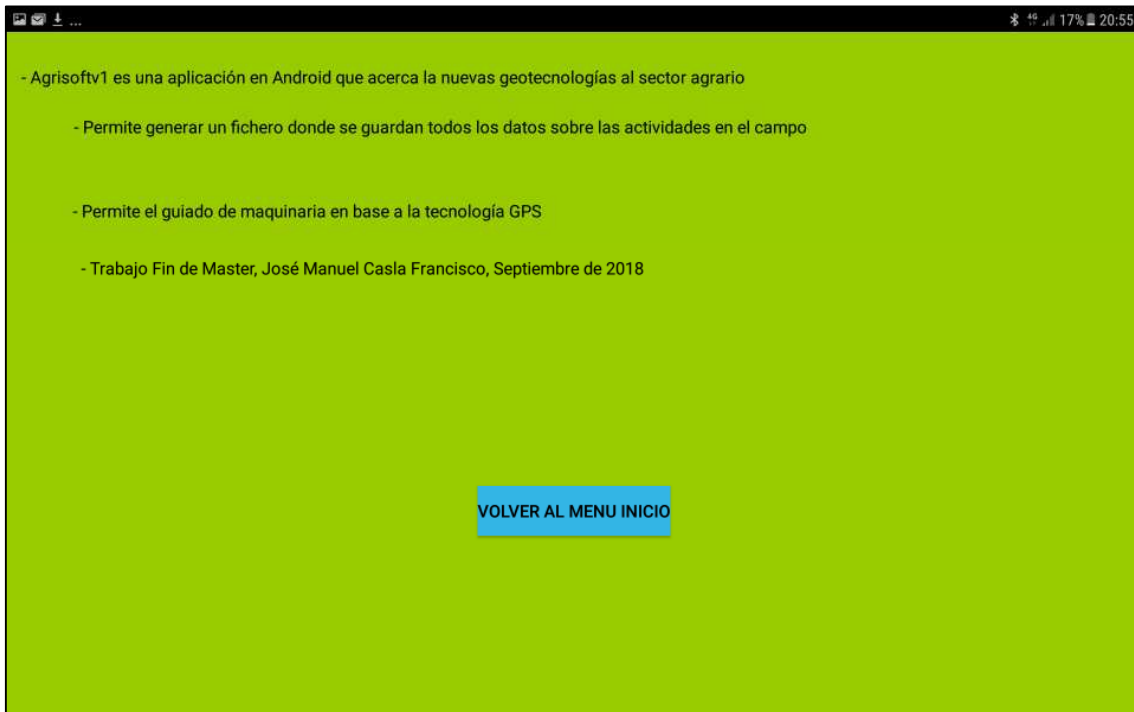 ... 4G 17% 20:55
- Agrisoftv1 es una aplicación en Android que acerca la nuevas geotecnologías al sector agrario
- Permite generar un fichero donde se guardan todos los datos sobre las actividades en el campo
- Permite el guiado de maquinaria en base a la tecnología GPS
- Trabajo Fin de Master, José Manuel Casla Francisco, Septiembre de 2018
VOLVER AL MENU INICIO